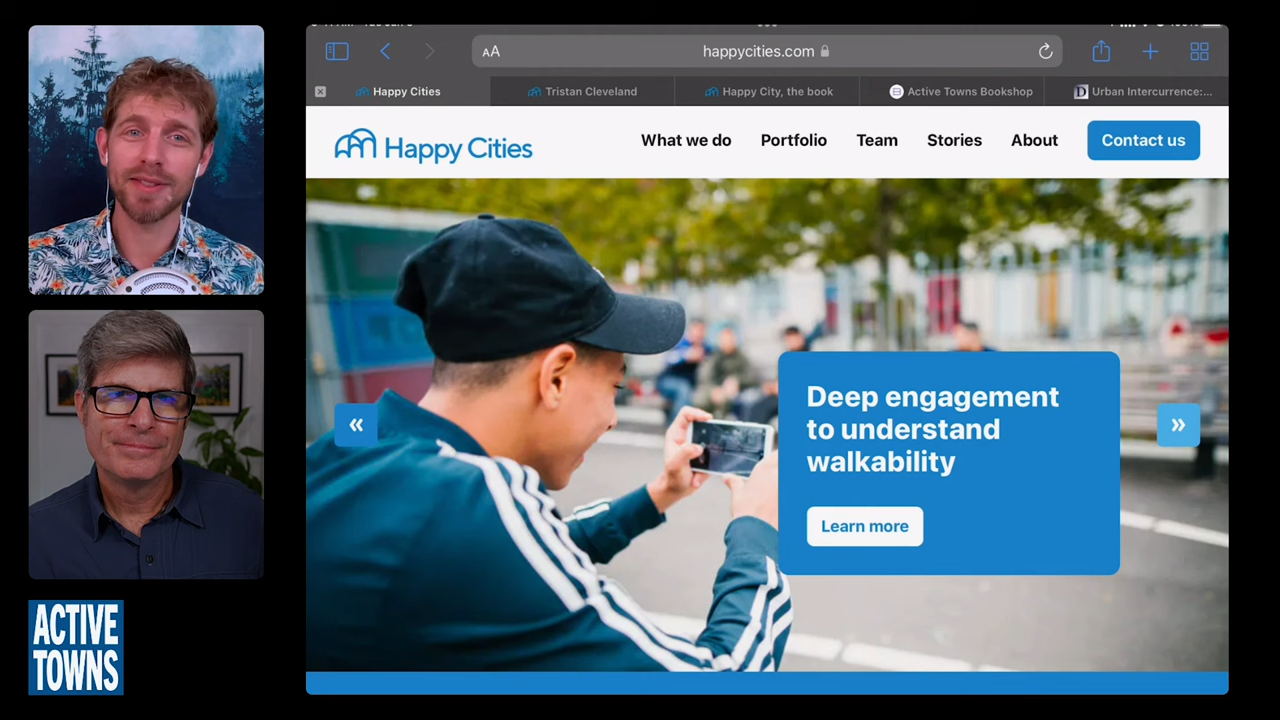 AA
happycities.com
Happy Cities
Tristan Cleveland
Happy City, the book
Active Towns Bookshop
Urban Intercurrence:...
Happy Cities
What we do
Portfolio
Team
Stories
About
Contact us
«
»
Deep engagement
to understand
walkability
Learn more
ACTIVE
TOWNS